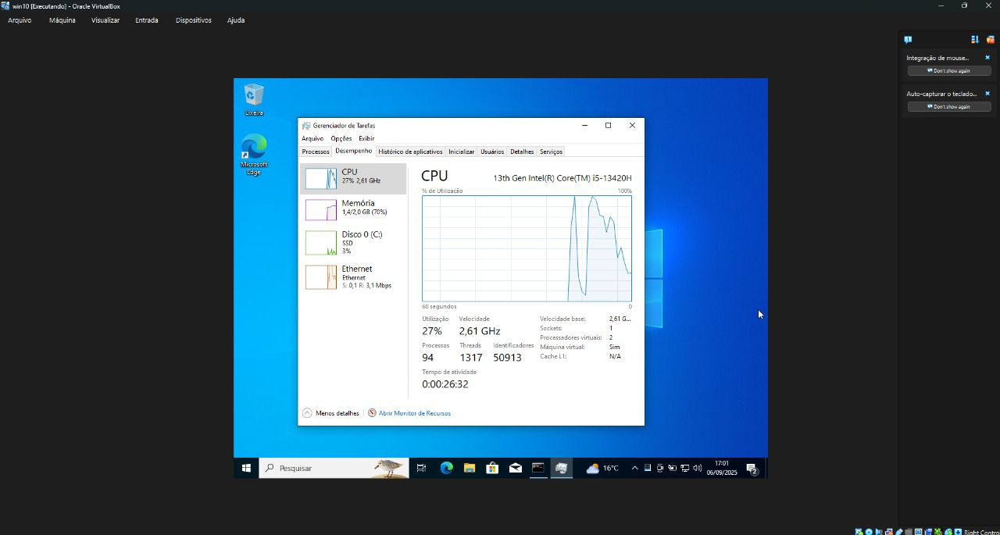 win10 [Executando] - Oracle VirtualBox
Arquivo Máquina Visualizar Entrada Dispositivos Ajuda
Integração de mouse...
Don't show again
Auto-capturar o teclado...
Don't show again
Lixeira
Microsoft
Edge
Gerenciador de Tarefas
Arquivo Opções Exibir
Processos Desempenho Histórico de aplicativos Inicializar Usuários Detalhes Serviços
CPU
27% 2,61 GHz
Memória
1,4/2,0 GB (70%)
Disco 0 (C:)
SSD
3%
Ethernet
Ethernet
S: 0,1 R: 3,1 Mbps
CPU 13th Gen Intel(R) Core(TM) i5-13420H
% de Utilização 100%
60 segundos 0
Utilização Velocidade
27% 2,61 GHz
Processos Threads Identificadores
94 1317 50913
Tempo de atividade
0:00:26:32
Velocidade base: 2,61 G...
Sockets: 1
Processadores virtuais: 2
Máquina virtual: Sim
Cache L1: N/A
Menos detalhes Abrir Monitor de Recursos
Pesquisar
16°C
17:01
06/09/2025
2
Right Contro